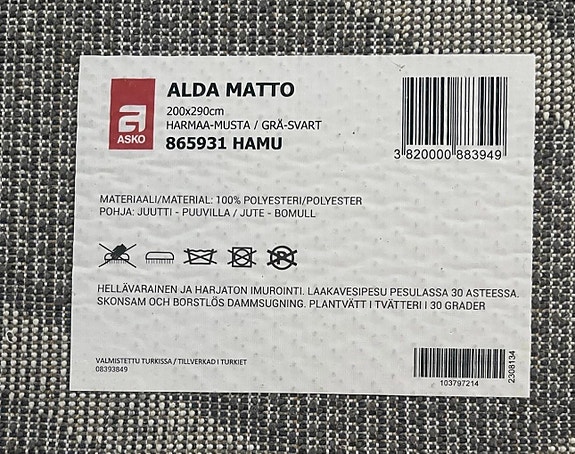 ASKO
ALDA MATTO
200x290cm
HARMAA-MUSTA / GRÅ-SVART
865931 HAMU
3 820000 883949
MATERIAALI/MATERIAL: 100% POLYESTERI/POLYESTER
POHJA: JUUTTI - PUUVILLA / JUTE - BOMULL
HELLÄVARAINEN JA HARJATON IMUROINTI. LAAKAVESIPESU PESULASSA 30 ASTEESSA.
SKONSAM OCH BORSTLÖS DAMMSUGNING. PLANTVÄTT I TVÄTTERI I 30 GRADER
VALMISTETTU TURKISSA / TILLVERKAD I TURKIET
08393849
103797214
2308134